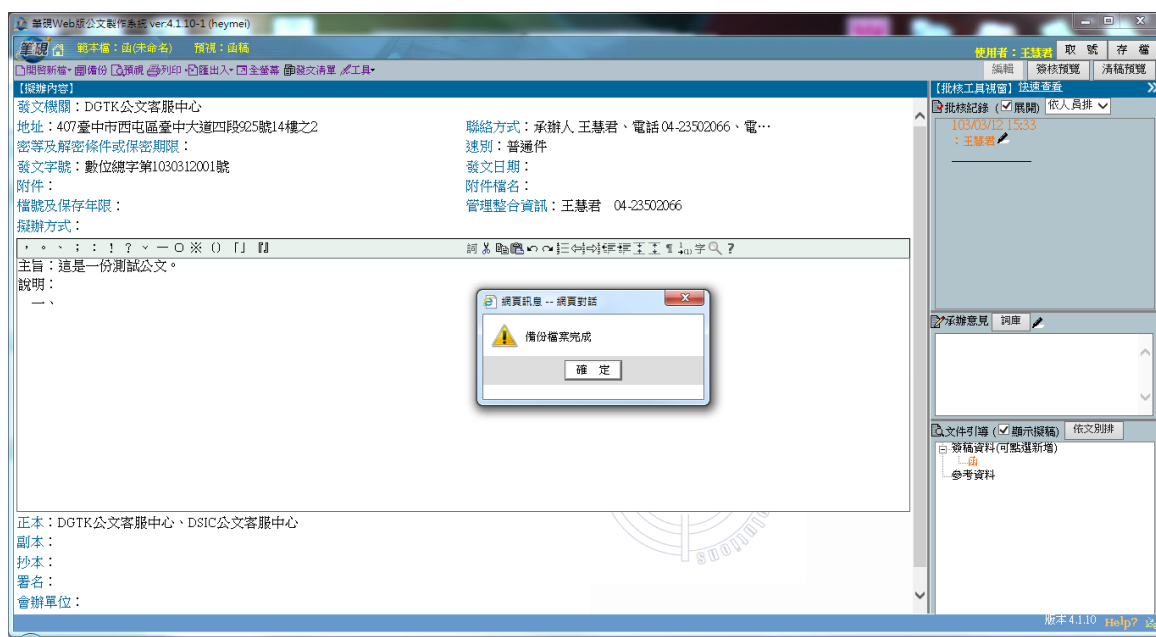 筆硯Web版公文製作系統 ver.4.1.10-1 (heymei)
筆硯 範本檔：函(未命名) 預視：函稿
使用者：王慧君 取 號 存 檔
開啓新檔 備份 預視 列印 匯出入 全螢幕 發文清單 工具
編輯 簽核預覽 清稿預覽
【擬辦內容】
【批核工具視窗】快速查看
發文機關：DGTK公文客服中心
批核紀錄 (展開) 依人員排
地址：407臺中市西屯區臺中大道四段925號14樓之2 聯絡方式：承辦人 王慧君、電話 04-23502066、電…
103/03/12 15:33
：王慧君
密等及解密條件或保密期限： 速別：普通件
發文字號：數位總字第1030312001號 發文日期：
附件： 附件檔名：
檔號及保存年限： 管理整合資訊：王慧君 04-23502066
擬辦方式：
， 。 、 ； ： ！ ？ ˇ 一 ○ ※ () 「」 『』 詞 ¶ 字 ?
主旨：這是一份測試公文。
說明：
一、
網頁訊息 -- 網頁對話
備份檔案完成
確 定
承辦意見 詞庫
文件引導 (顯示擬稿) 依文別排
簽稿資料(可點選新增)
函
參考資料
正本：DGTK公文客服中心、DSIC公文客服中心
副本：
抄本：
署名：
會辦單位：
版本 4.1.10 Help?